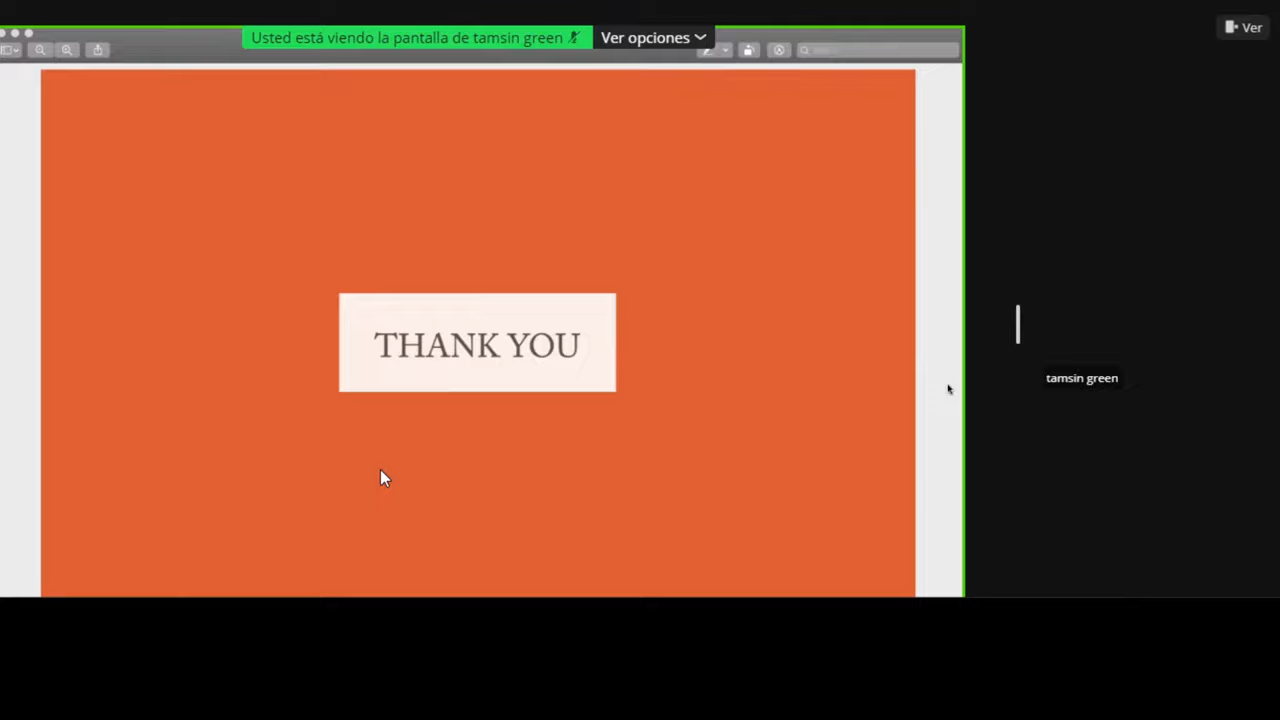 Usted está viendo la pantalla de tamsin green
Ver opciones
Ver
THANK YOU
tamsin green